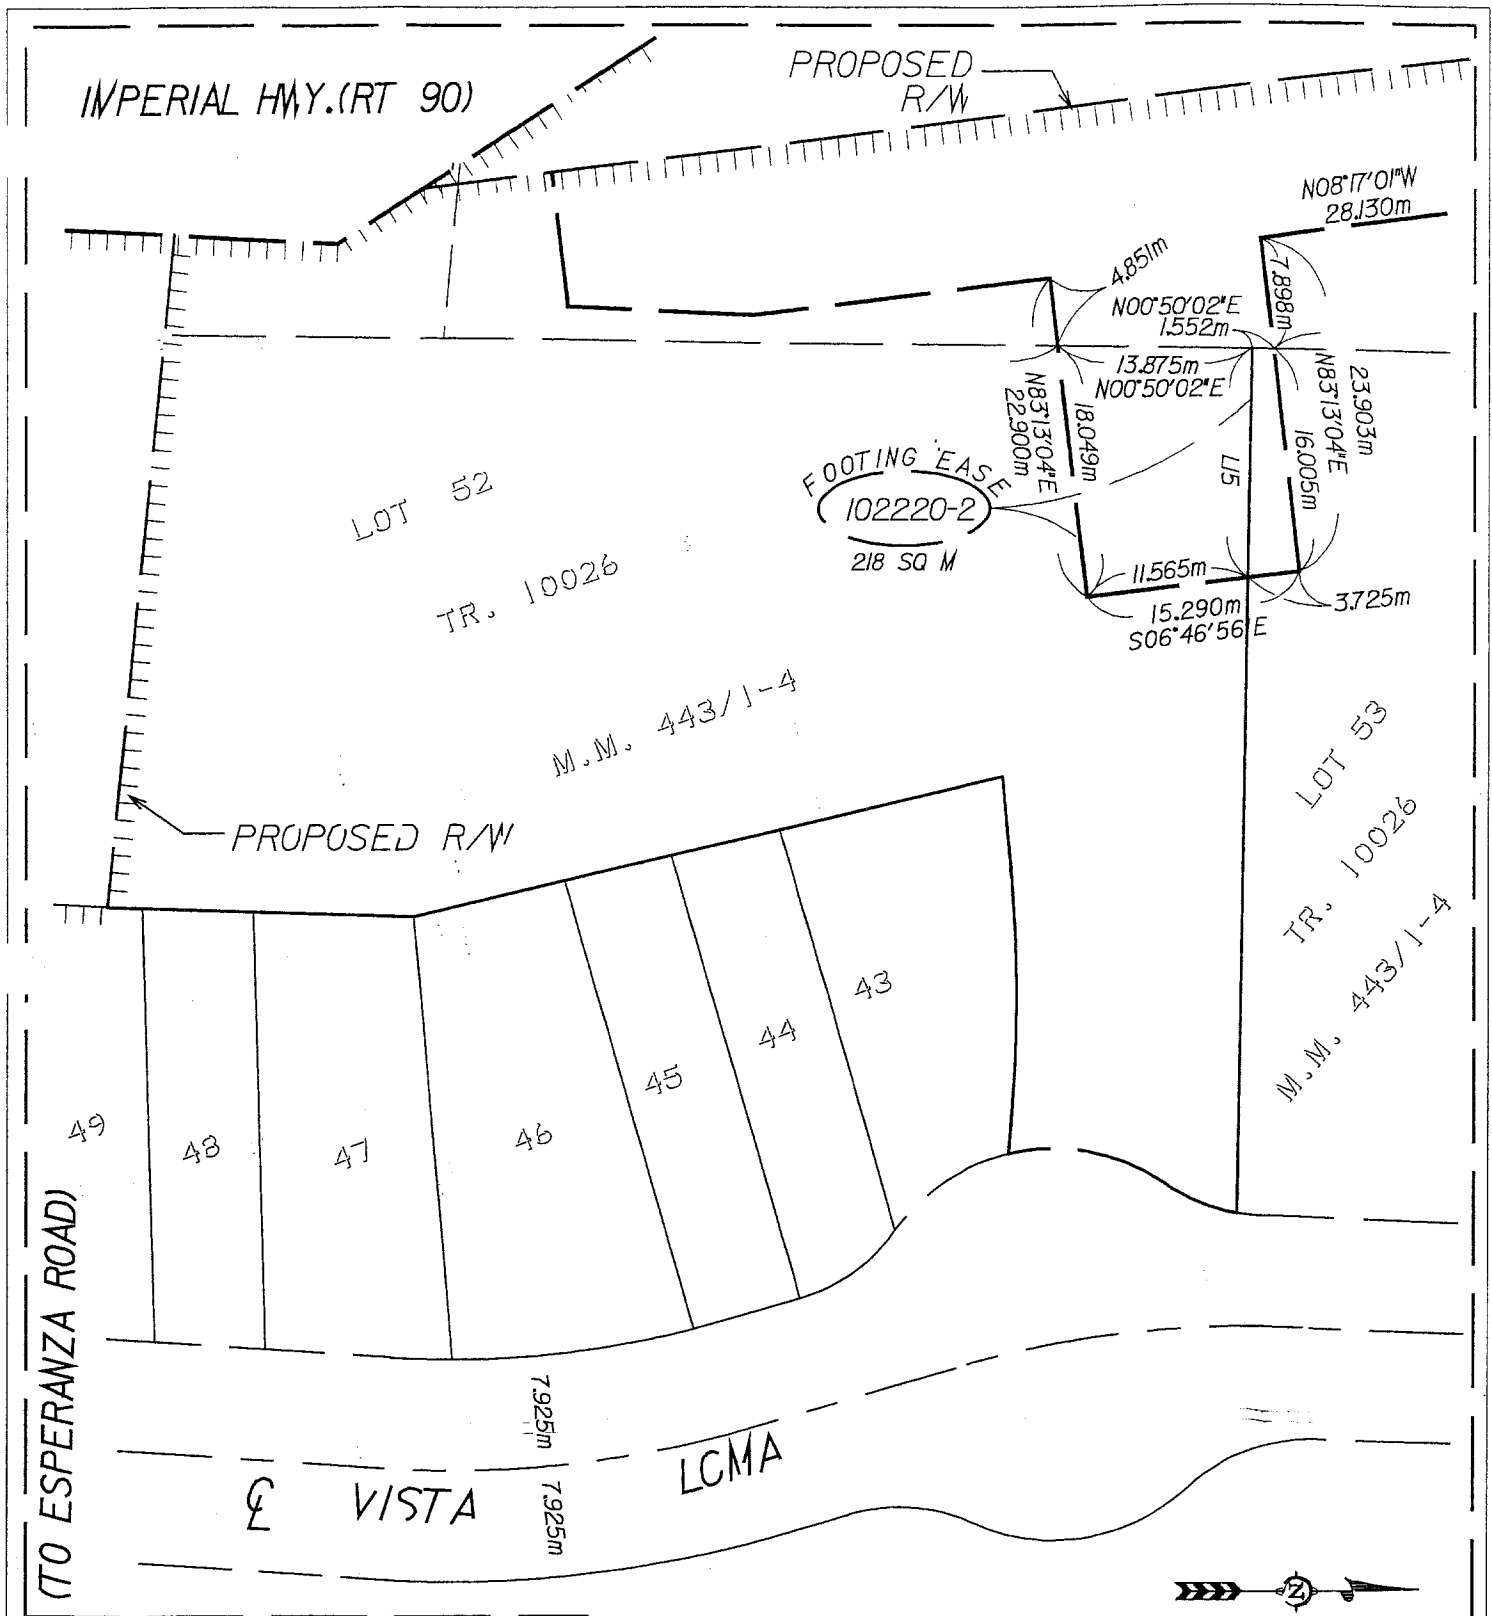 IMPERIAL HWY.(RT 90)
PROPOSED
R/W
N08°17'01"W
28.130m
4.851m
7.898m
N00°50'02"E
1.552m
13.875m
N00°50'02"E
N83°13'04"E
22.900m
18.049m
23.903m
N83°13'04"E
16.005m
L15
FOOTING EASE
102220-2
218 SQ M
11.565m
15.290m
S06°46'56"E
3.725m
LOT 52
TR. 10026
M.M. 443/1-4
PROPOSED R/W
LOT 53
TR. 10026
M.M. 443/1-4
49
48
47
46
45
44
43
(TO ESPERANZA ROAD)
7.925m
7.925m
VISTA LOMA
Z